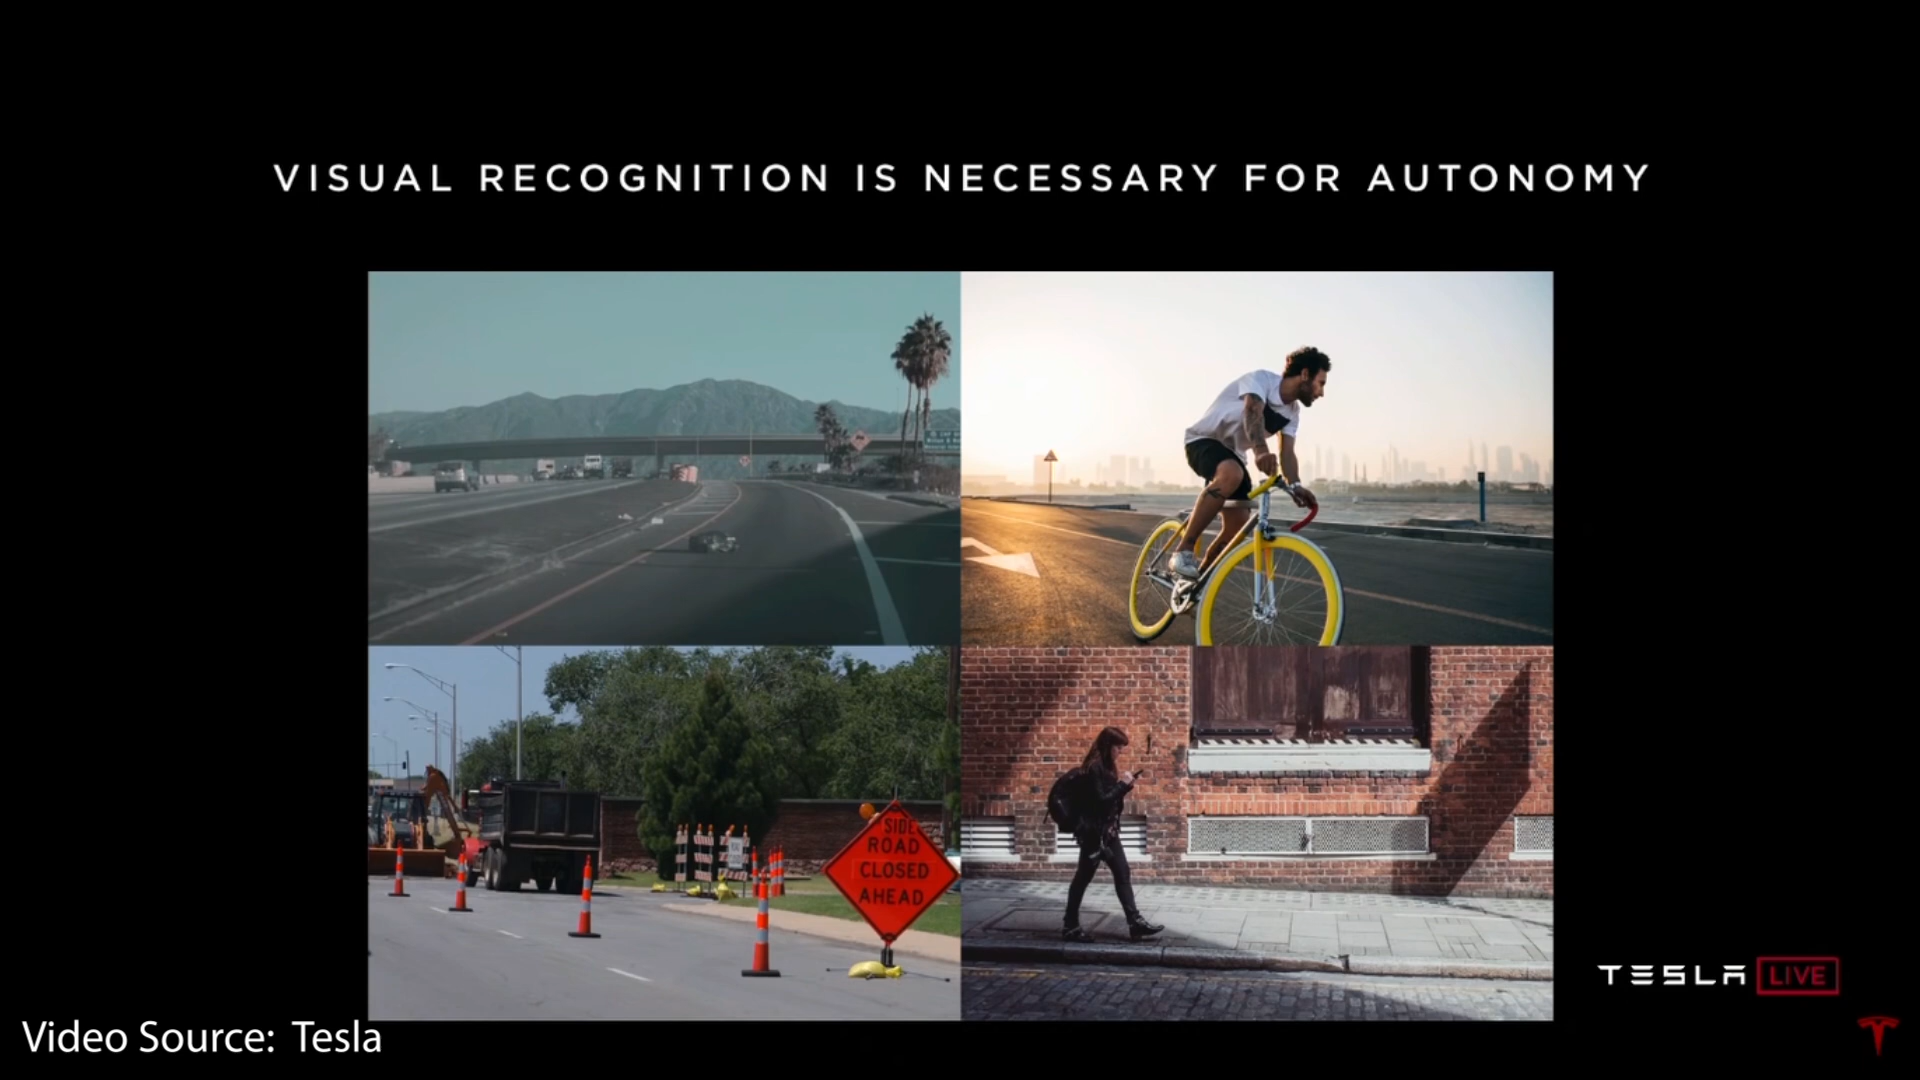 VISUAL RECOGNITION IS NECESSARY FOR AUTONOMY
SIDE
ROAD
CLOSED
AHEAD
TESLA LIVE
Video Source: Tesla